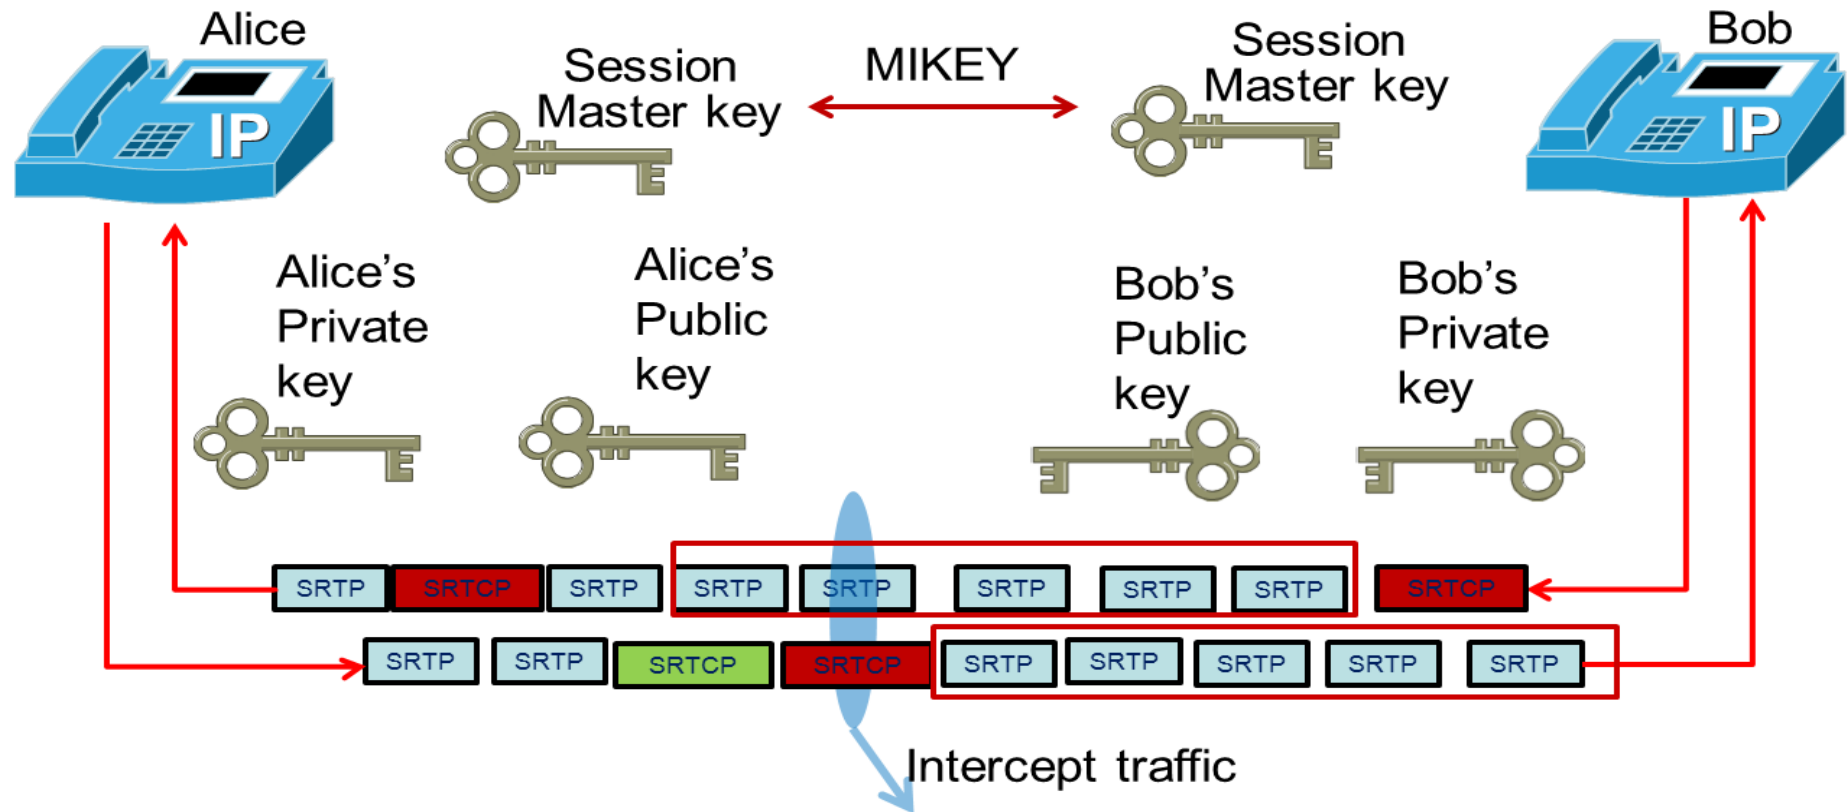 Alice
Bob
Session
Master key
MIKEY
Session
Master key
IP
IP
Alice’s
Private
key
Alice’s
Public
key
Bob’s
Public
key
Bob’s
Private
key
SRTP SRTCP SRTP SRTP SRTP SRTP SRTP SRTP SRTCP
SRTP SRTP SRTCP SRTCP SRTP SRTP SRTP SRTP SRTP
Intercept traffic